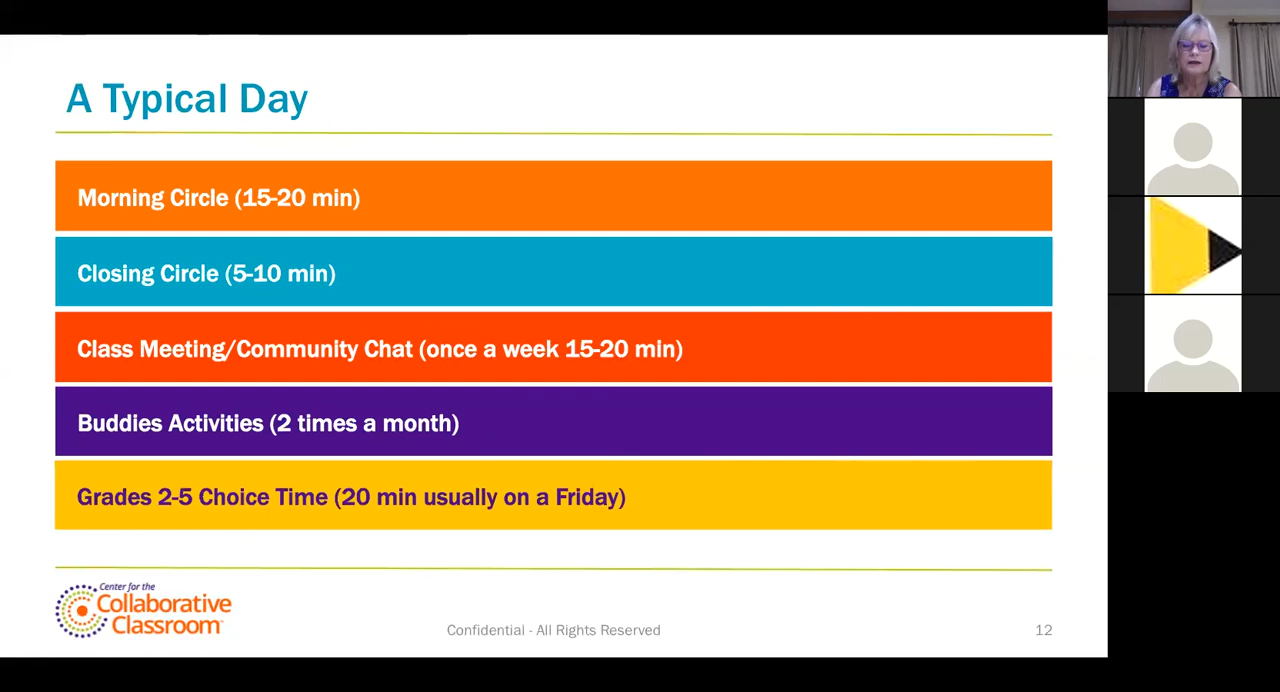 A Typical Day
Morning Circle (15-20 min)
Closing Circle (5-10 min)
Class Meeting/Community Chat (once a week 15-20 min)
Buddies Activities (2 times a month)
Grades 2-5 Choice Time (20 min usually on a Friday)
Center for the
Collaborative
Classroom
Confidential - All Rights Reserved
12